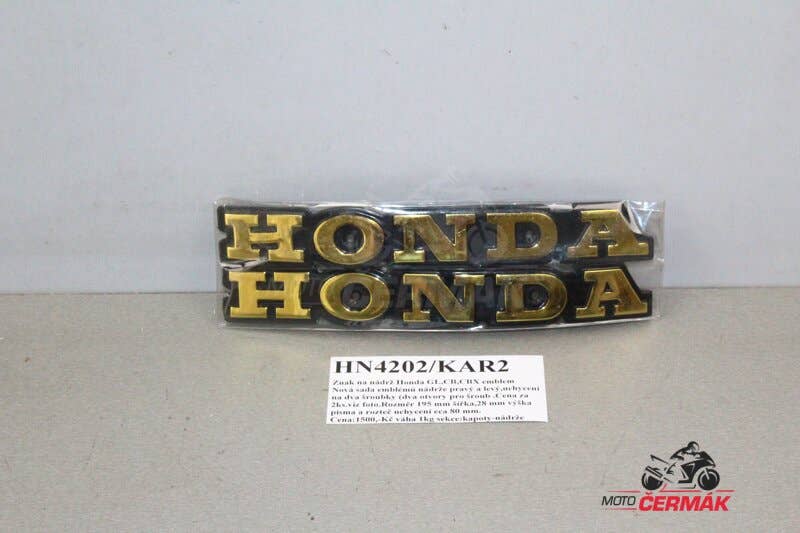 HONDA
HONDA
HN4202/KAR2
Znak na nádrž Honda GL,CB,CBX emblem
Nová sada emblémů nádrže pravý a levý,uchycení
na dva šroubky (dva otvory pro šroub .Cena za
2ks.viz foto.Rozměr 195 mm šířka,28 mm výška
písma a rozteč uchycení cca 80 mm.
Cena:1500,-Kč váha 1kg sekce:kapoty-nádrže
MOTO ČERMÁK